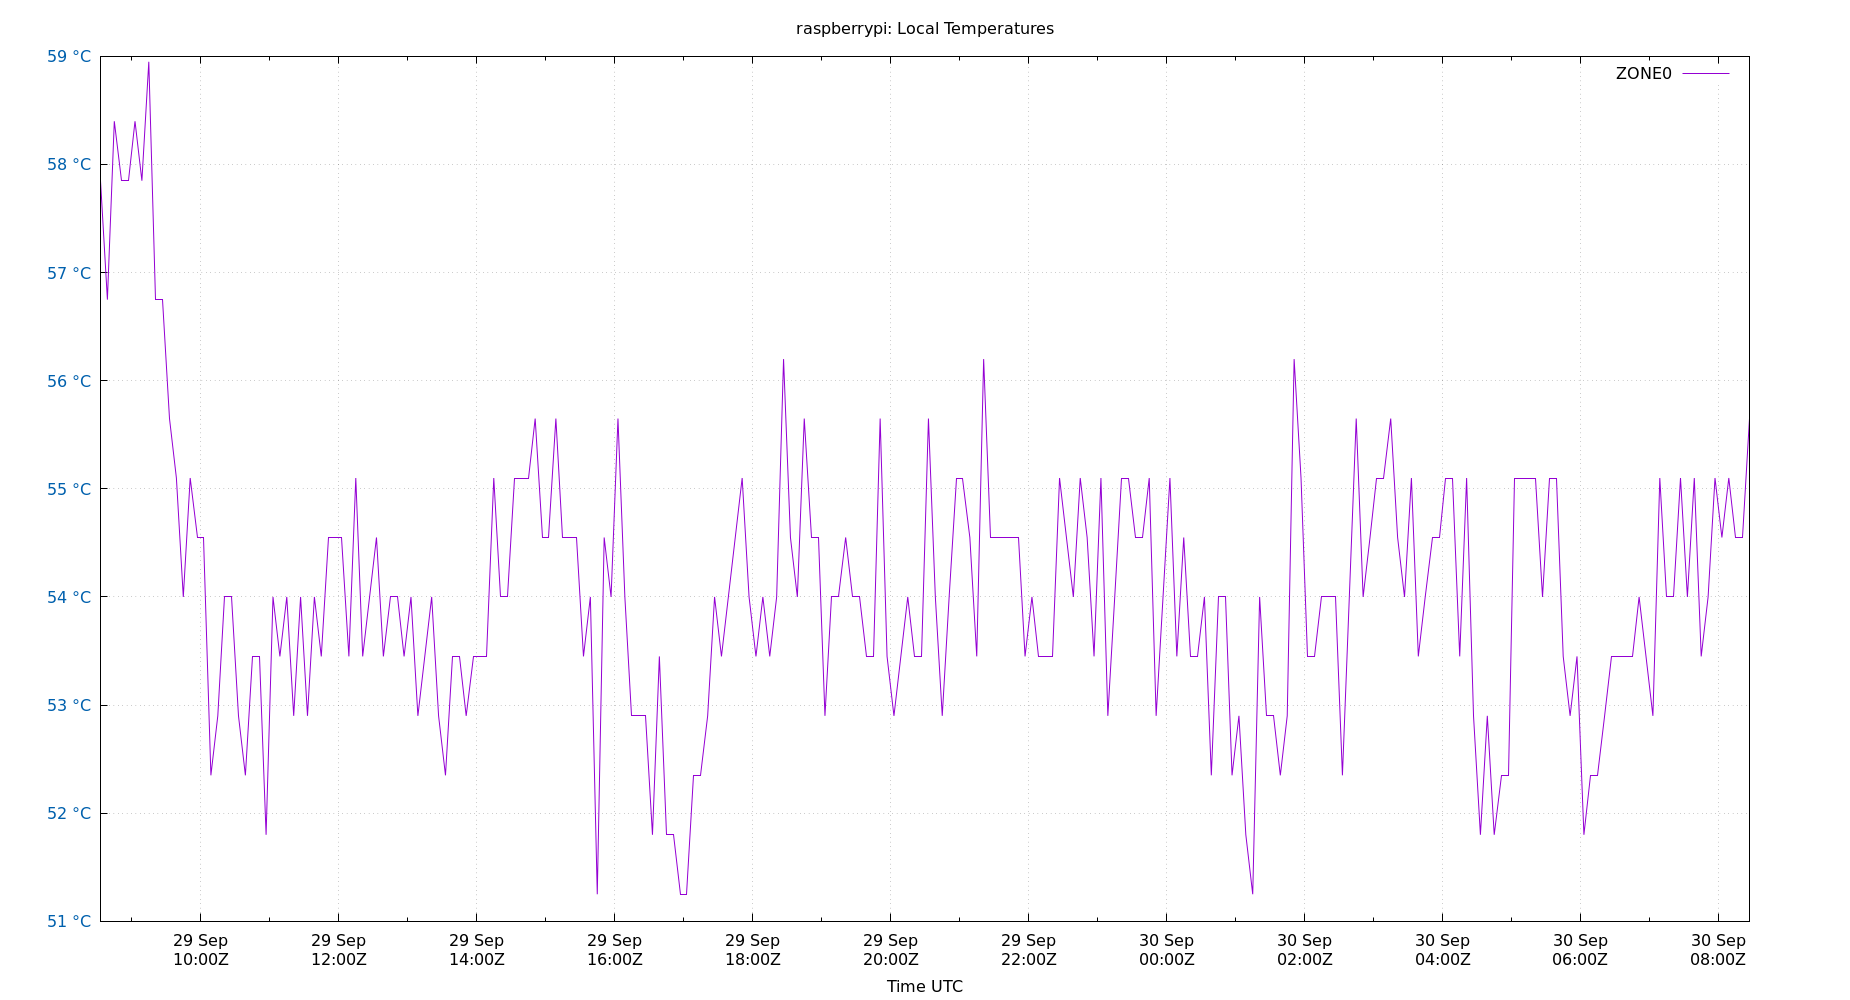 raspberrypi: Local Temperatures
59 °C
ZONE0
58 °C
57 °C
56 °C
55 °C
54 °C
53 °C
52 °C
51 °C
29 Sep 29 Sep 29 Sep 29 Sep 29 Sep 29 Sep 29 Sep 30 Sep 30 Sep 30 Sep 30 Sep 30 Sep
10:00Z 12:00Z 14:00Z 16:00Z 18:00Z 20:00Z 22:00Z 00:00Z 02:00Z 04:00Z 06:00Z 08:00Z
Time UTC